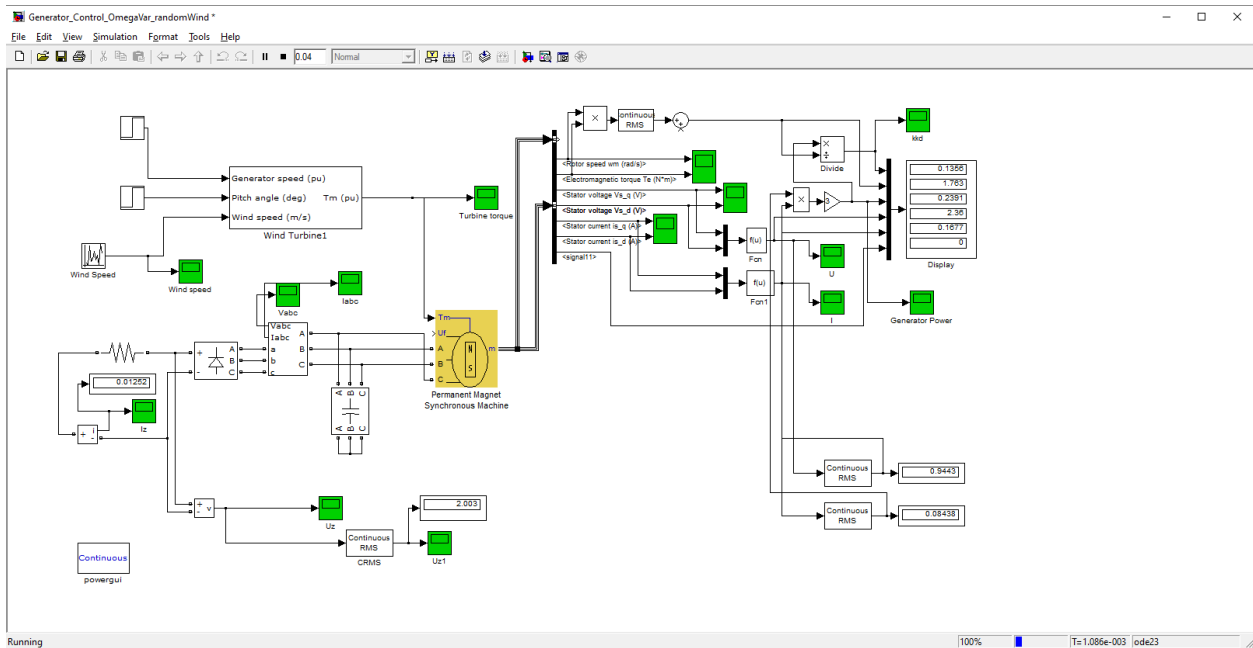 Generator_Control_OmegaVar_randomWind *
File Edit View Simulation Format Tools Help
0.04 Normal
Generator speed (pu)
Pitch angle (deg) Tm (pu)
Wind speed (m/s)
Wind Turbine1
Turbine torque
Wind Speed
Wind speed
Iabc
Vabc
Vabc
Iabc
A
B
C
a
b
c
A
B
C
+
-
A
B
C
Tm
Uf
A
B
C
m
N
S
Permanent Magnet
Synchronous Machine
A B C
A B C
0.01252
Iz
+ i
-
+
-
v
Uz
2.003
Continuous
RMS
CRMS
Uz1
Continuous
powergui
×
ontinuous
RMS
+
+
<Rotor speed wm (rad/s)>
<Electromagnetic torque Te (N*m)>
<Stator voltage Vs_q (V)>
<Stator voltage Vs_d (V)>
<Stator current is_q (A)>
<Stator current is_d (A)>
<signal11>
f(u)
Fcn
f(u)
Fcn1
U
I
×
÷
Divide
×
3
kkd
Generator Power
0.1356
1.763
0.2391
2.36
0.1677
0
Display
Continuous
RMS
0.9443
Continuous
RMS
0.08438
Running 100% T=1.086e-003 ode23